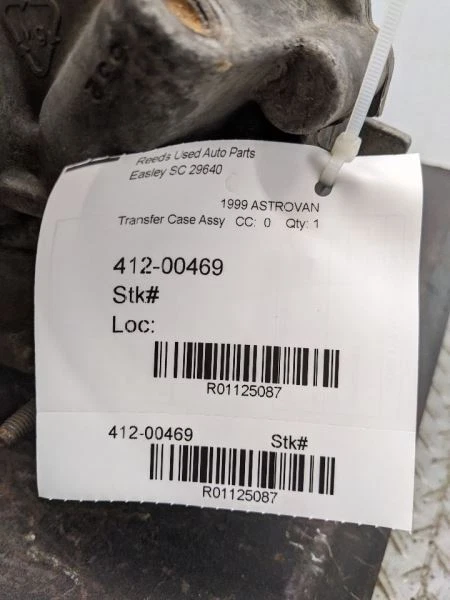 Reeds Used Auto Parts
Easley SC 29640
1999 ASTROVAN
Transfer Case Assy CC: 0 Qty: 1
412-00469
Stk#
Loc:
R01125087
412-00469 Stk#
R01125087